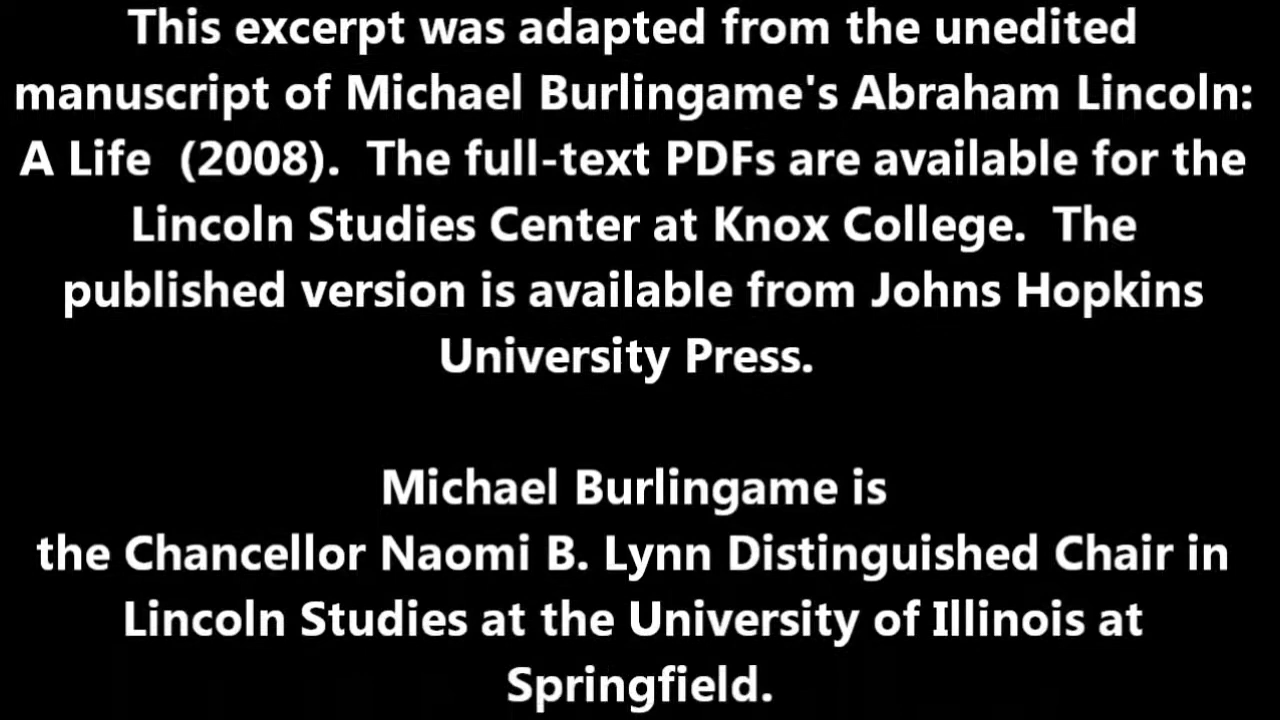 This excerpt was adapted from the unedited
manuscript of Michael Burlingame's Abraham Lincoln:
A Life  (2008).  The full-text PDFs are available for the
Lincoln Studies Center at Knox College.  The
published version is available from Johns Hopkins
University Press.
Michael Burlingame is
the Chancellor Naomi B. Lynn Distinguished Chair in
Lincoln Studies at the University of Illinois at
Springfield.